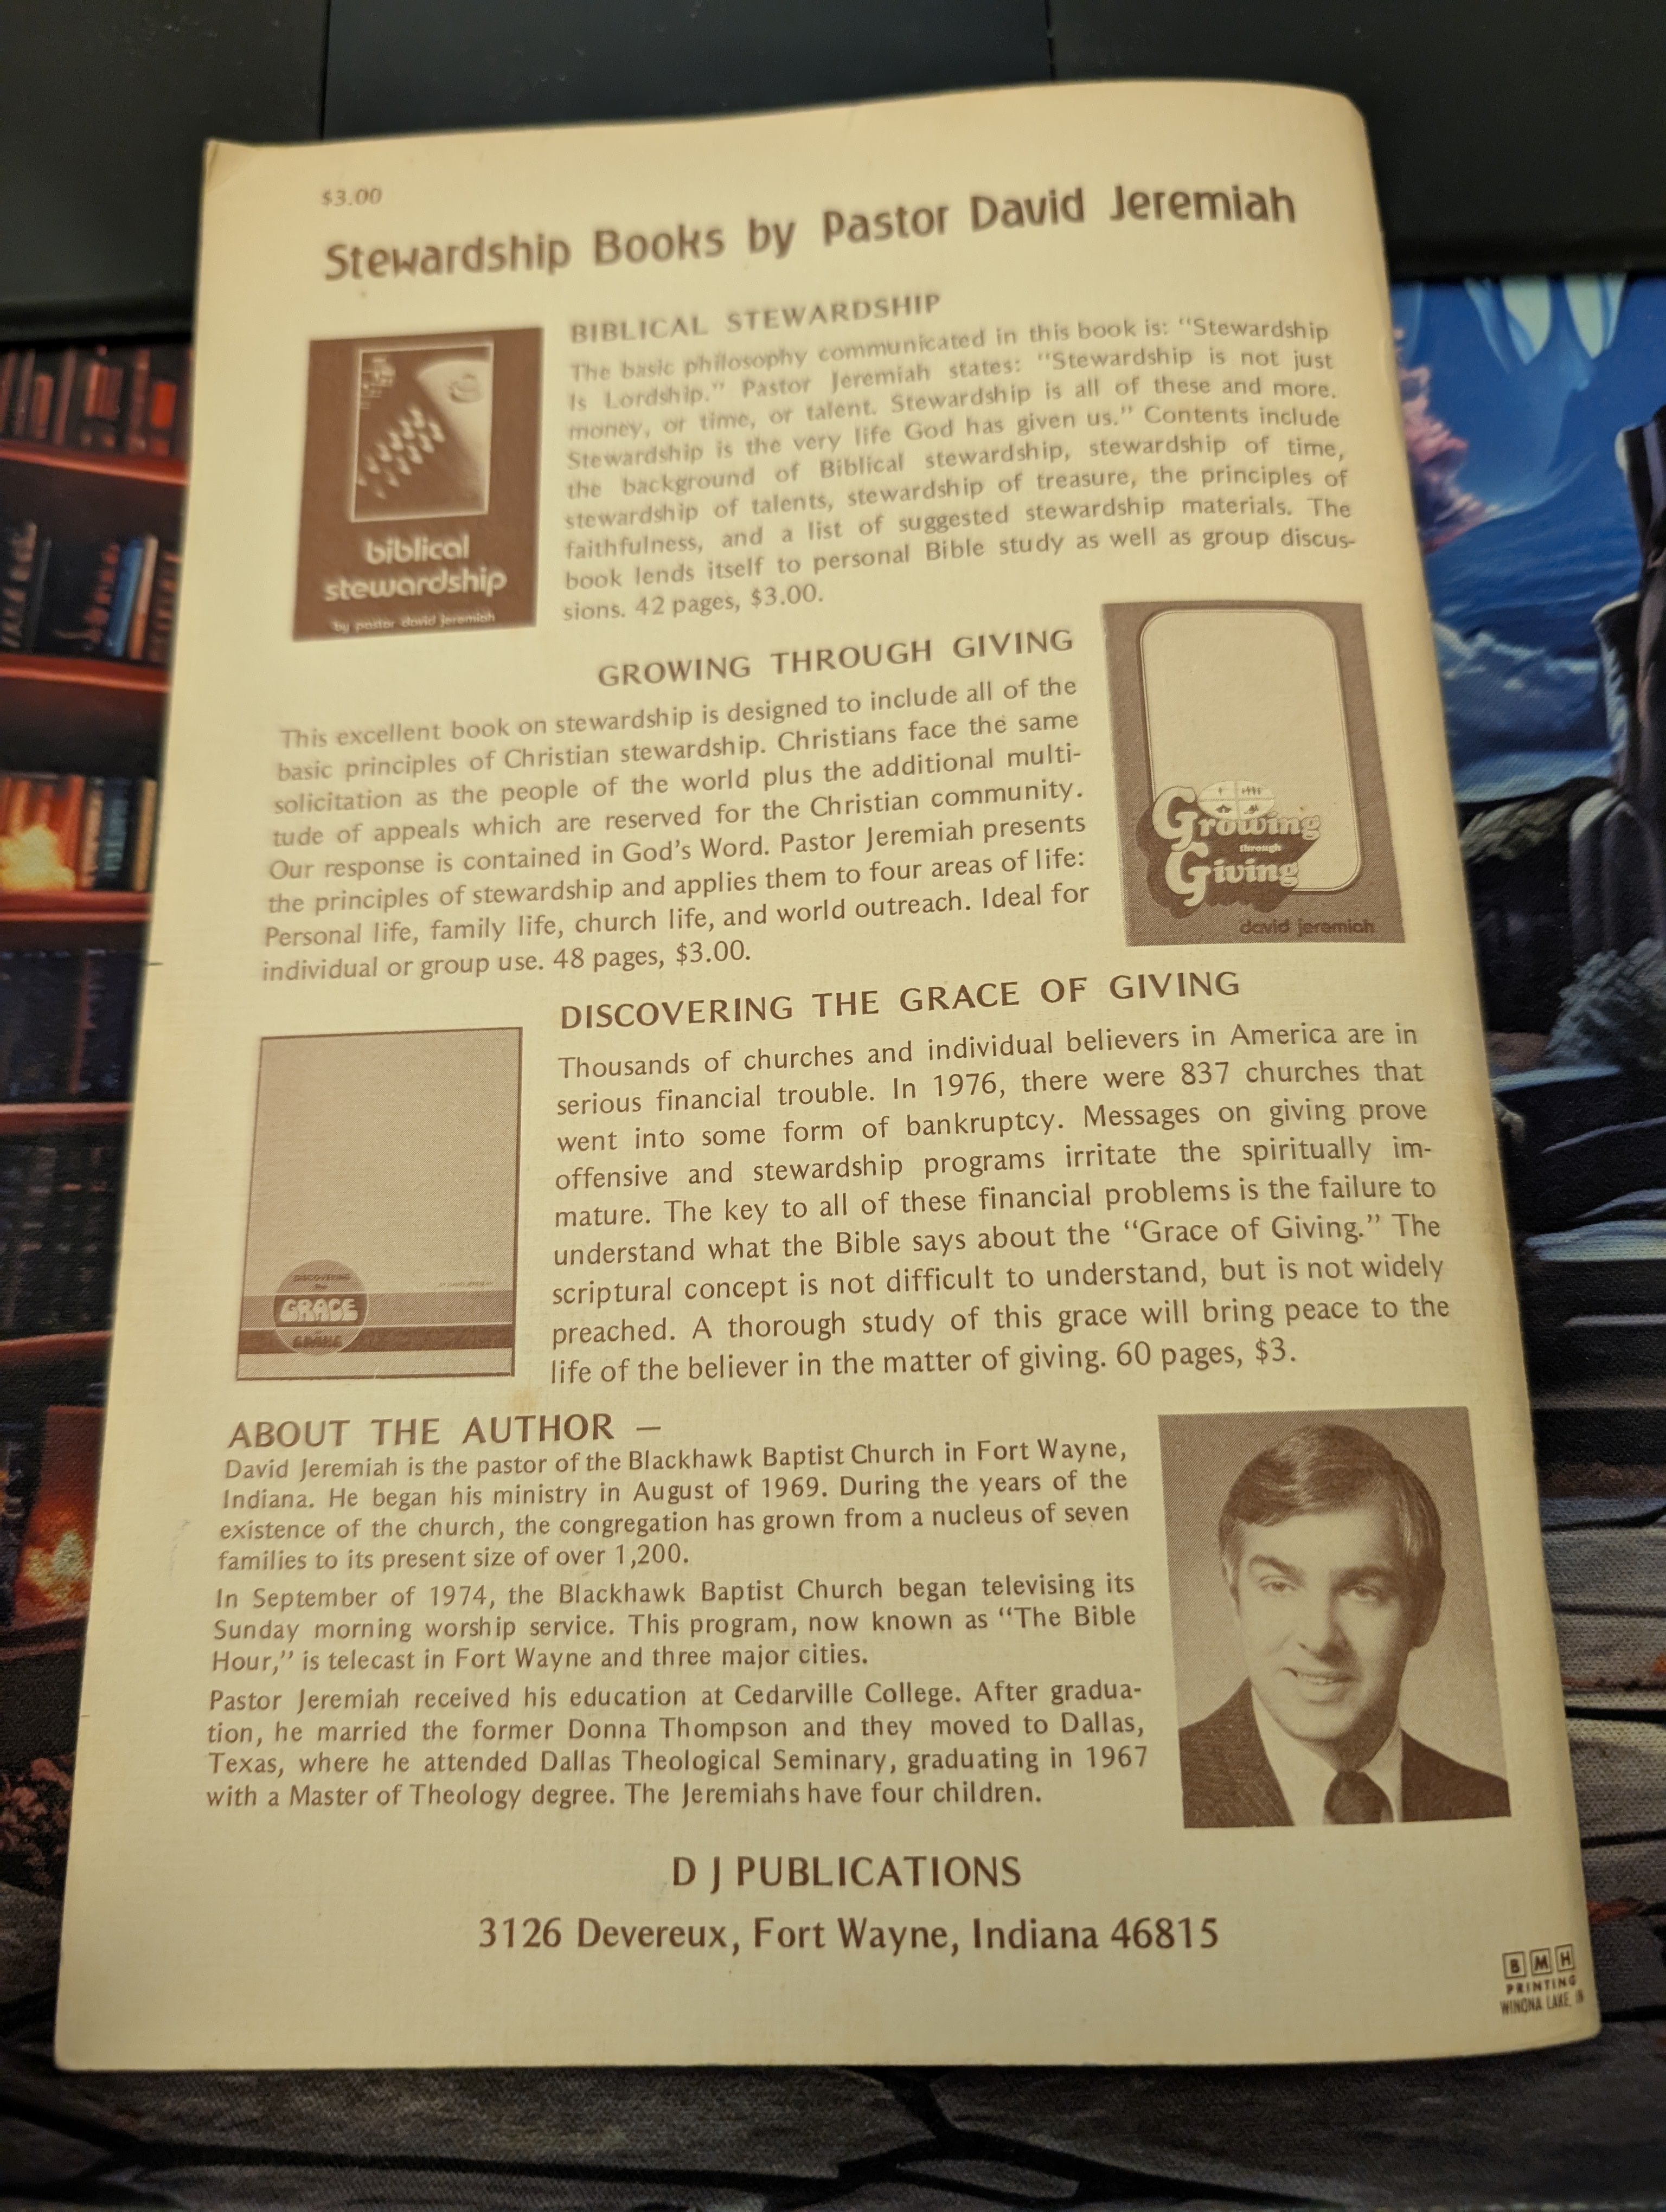 $3.00
Stewardship Books by Pastor David Jeremiah
BIBLICAL STEWARDSHIP
The basic philosophy communicated in this book is: "Stewardship
Is Lordship." Pastor Jeremiah states: "Stewardship is not just
money, or time, or talent. Stewardship is all of these and more.
Stewardship is the very life God has given us." Contents include
the background of Biblical stewardship, stewardship of time,
stewardship of talents, stewardship of treasure, the principles of
faithfulness, and a list of suggested stewardship materials. The
book lends itself to personal Bible study as well as group discus-
sions. 42 pages, $3.00.
biblical
stewardship
by pastor david jeremiah
GROWING THROUGH GIVING
This excellent book on stewardship is designed to include all of the
basic principles of Christian stewardship. Christians face the same
solicitation as the people of the world plus the additional multi-
tude of appeals which are reserved for the Christian community.
Our response is contained in God's Word. Pastor Jeremiah presents
the principles of stewardship and applies them to four areas of life:
Personal life, family life, church life, and world outreach. Ideal for
individual or group use. 48 pages, $3.00.
Growing
through
Giving
david jeremiah
DISCOVERING THE GRACE OF GIVING
Thousands of churches and individual believers in America are in
serious financial trouble. In 1976, there were 837 churches that
went into some form of bankruptcy. Messages on giving prove
offensive and stewardship programs irritate the spiritually im-
mature. The key to all of these financial problems is the failure to
understand what the Bible says about the "Grace of Giving." The
scriptural concept is not difficult to understand, but is not widely
preached. A thorough study of this grace will bring peace to the
life of the believer in the matter of giving. 60 pages, $3.
DISCOVERING
the
GRACE
ABOUT THE AUTHOR —
David Jeremiah is the pastor of the Blackhawk Baptist Church in Fort Wayne,
Indiana. He began his ministry in August of 1969. During the years of the
existence of the church, the congregation has grown from a nucleus of seven
families to its present size of over 1,200.
In September of 1974, the Blackhawk Baptist Church began televising its
Sunday morning worship service. This program, now known as "The Bible
Hour," is telecast in Fort Wayne and three major cities.
Pastor Jeremiah received his education at Cedarville College. After gradua-
tion, he married the former Donna Thompson and they moved to Dallas,
Texas, where he attended Dallas Theological Seminary, graduating in 1967
with a Master of Theology degree. The Jeremiahs have four children.
D J PUBLICATIONS
3126 Devereux, Fort Wayne, Indiana 46815
BMH
PRINTING
WINONA LAKE, IN